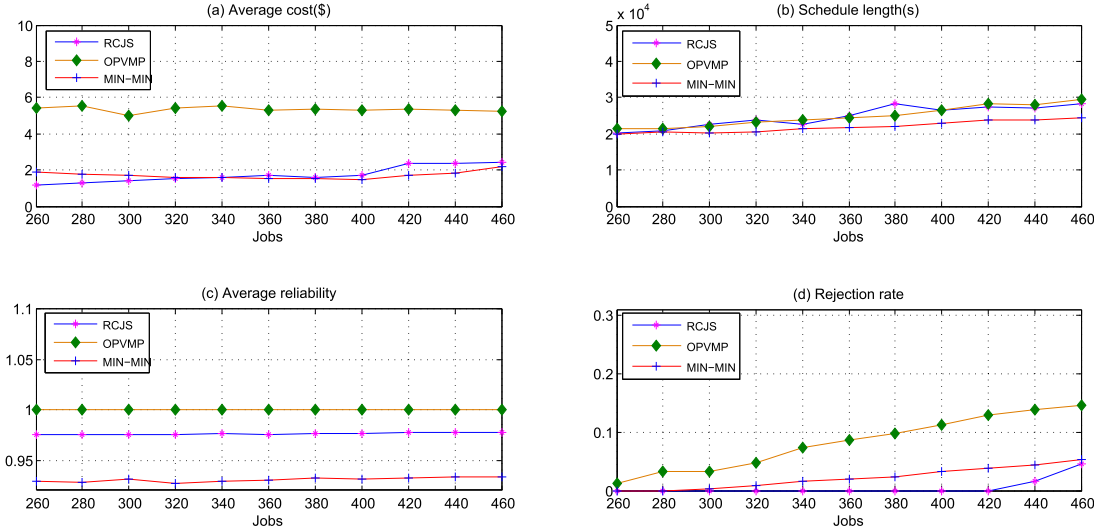 (a) Average cost($)
10
8
6
4
2
0
RCJS
OPVMP
MIN−MIN
260 280 300 320 340 360 380 400 420 440 460
Jobs
(b) Schedule length(s)
x 10^4
5
4
3
2
1
0
RCJS
OPVMP
MIN−MIN
260 280 300 320 340 360 380 400 420 440 460
Jobs
(c) Average reliability
1.1
1.05
1
0.95
RCJS
OPVMP
MIN−MIN
260 280 300 320 340 360 380 400 420 440 460
Jobs
(d) Rejection rate
0.3
0.2
0.1
0
RCJS
OPVMP
MIN−MIN
260 280 300 320 340 360 380 400 420 440 460
Jobs